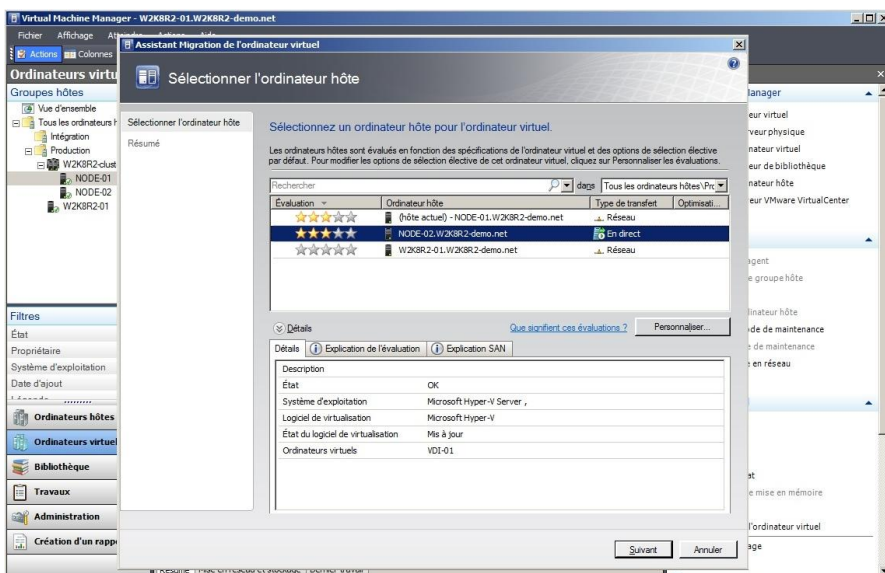 Virtual Machine Manager - W2K8R2-01.W2K8R2-demo.net
Fichier Affichage
Actions Colonnes
Ordinateurs virtu
Groupes hôtes
Vue d'ensemble
Tous les ordinateurs h
Intégration
Production
W2K8R2-clust
NODE-01
NODE-02
W2K8R2-01
Filtres
État
Propriétaire
Système d'exploitation
Date d'ajout
Ordinateurs hôtes
Ordinateurs virtuel
Bibliothèque
Travaux
Administration
Création d'un rappo
Assistant Migration de l'ordinateur virtuel
Sélectionner l'ordinateur hôte
Sélectionner l'ordinateur hôte
Résumé
Sélectionnez un ordinateur hôte pour l'ordinateur virtuel.
Les ordinateurs hôtes sont évalués en fonction des spécifications de l'ordinateur virtuel et des options de sélection élective
par défaut. Pour modifier les options de sélection élective de cet ordinateur virtuel, cliquez sur Personnaliser les évaluations.
Rechercher dans Tous les ordinateurs hôtes\Prc
Évaluation Ordinateur hôte Type de transfert Optimisati...
(hôte actuel) - NODE-01.W2K8R2-demo.net Réseau
NODE-02.W2K8R2-demo.net En direct
W2K8R2-01.W2K8R2-demo.net Réseau
Détails Que signifient ces évaluations ? Personnaliser...
Détails Explication de l'évaluation Explication SAN
Description
État OK
Système d'exploitation Microsoft Hyper-V Server ,
Logiciel de virtualisation Microsoft Hyper-V
État du logiciel de virtualisation Mis à jour
Ordinateurs virtuels VDI-01
Suivant Annuler
anager
eur virtuel
rveur physique
nateur virtuel
eur de bibliothèque
nateur hôte
eur VMware VirtualCenter
agent
e groupe hôte
dinateur hôte
de de maintenance
e de maintenance
en réseau
at
e mise en mémoire
l'ordinateur virtuel
age